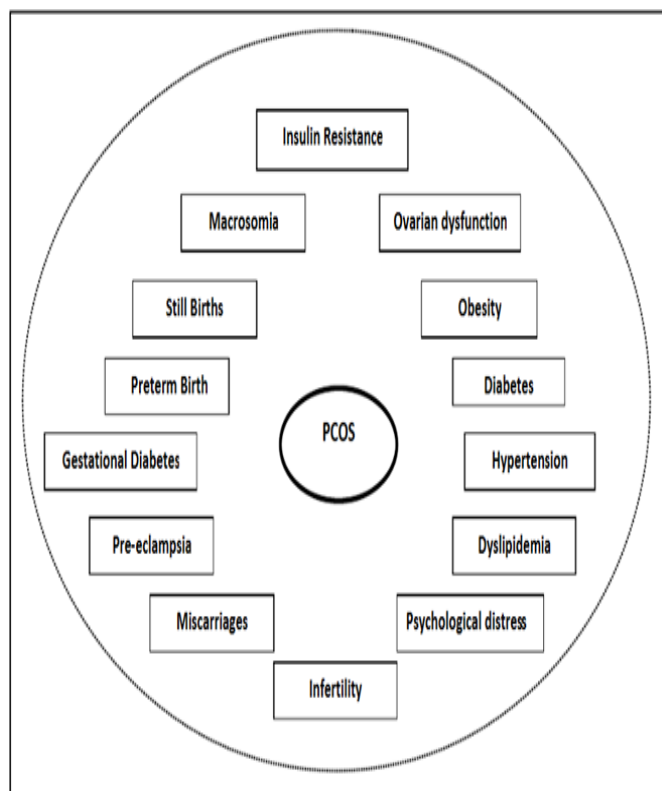 Insulin Resistance
Macrosomia
Ovarian dysfunction
Still Births
Obesity
Preterm Birth
Diabetes
PCOS
Gestational Diabetes
Hypertension
Pre-eclampsia
Dyslipidemia
Miscarriages
Psychological distress
Infertility